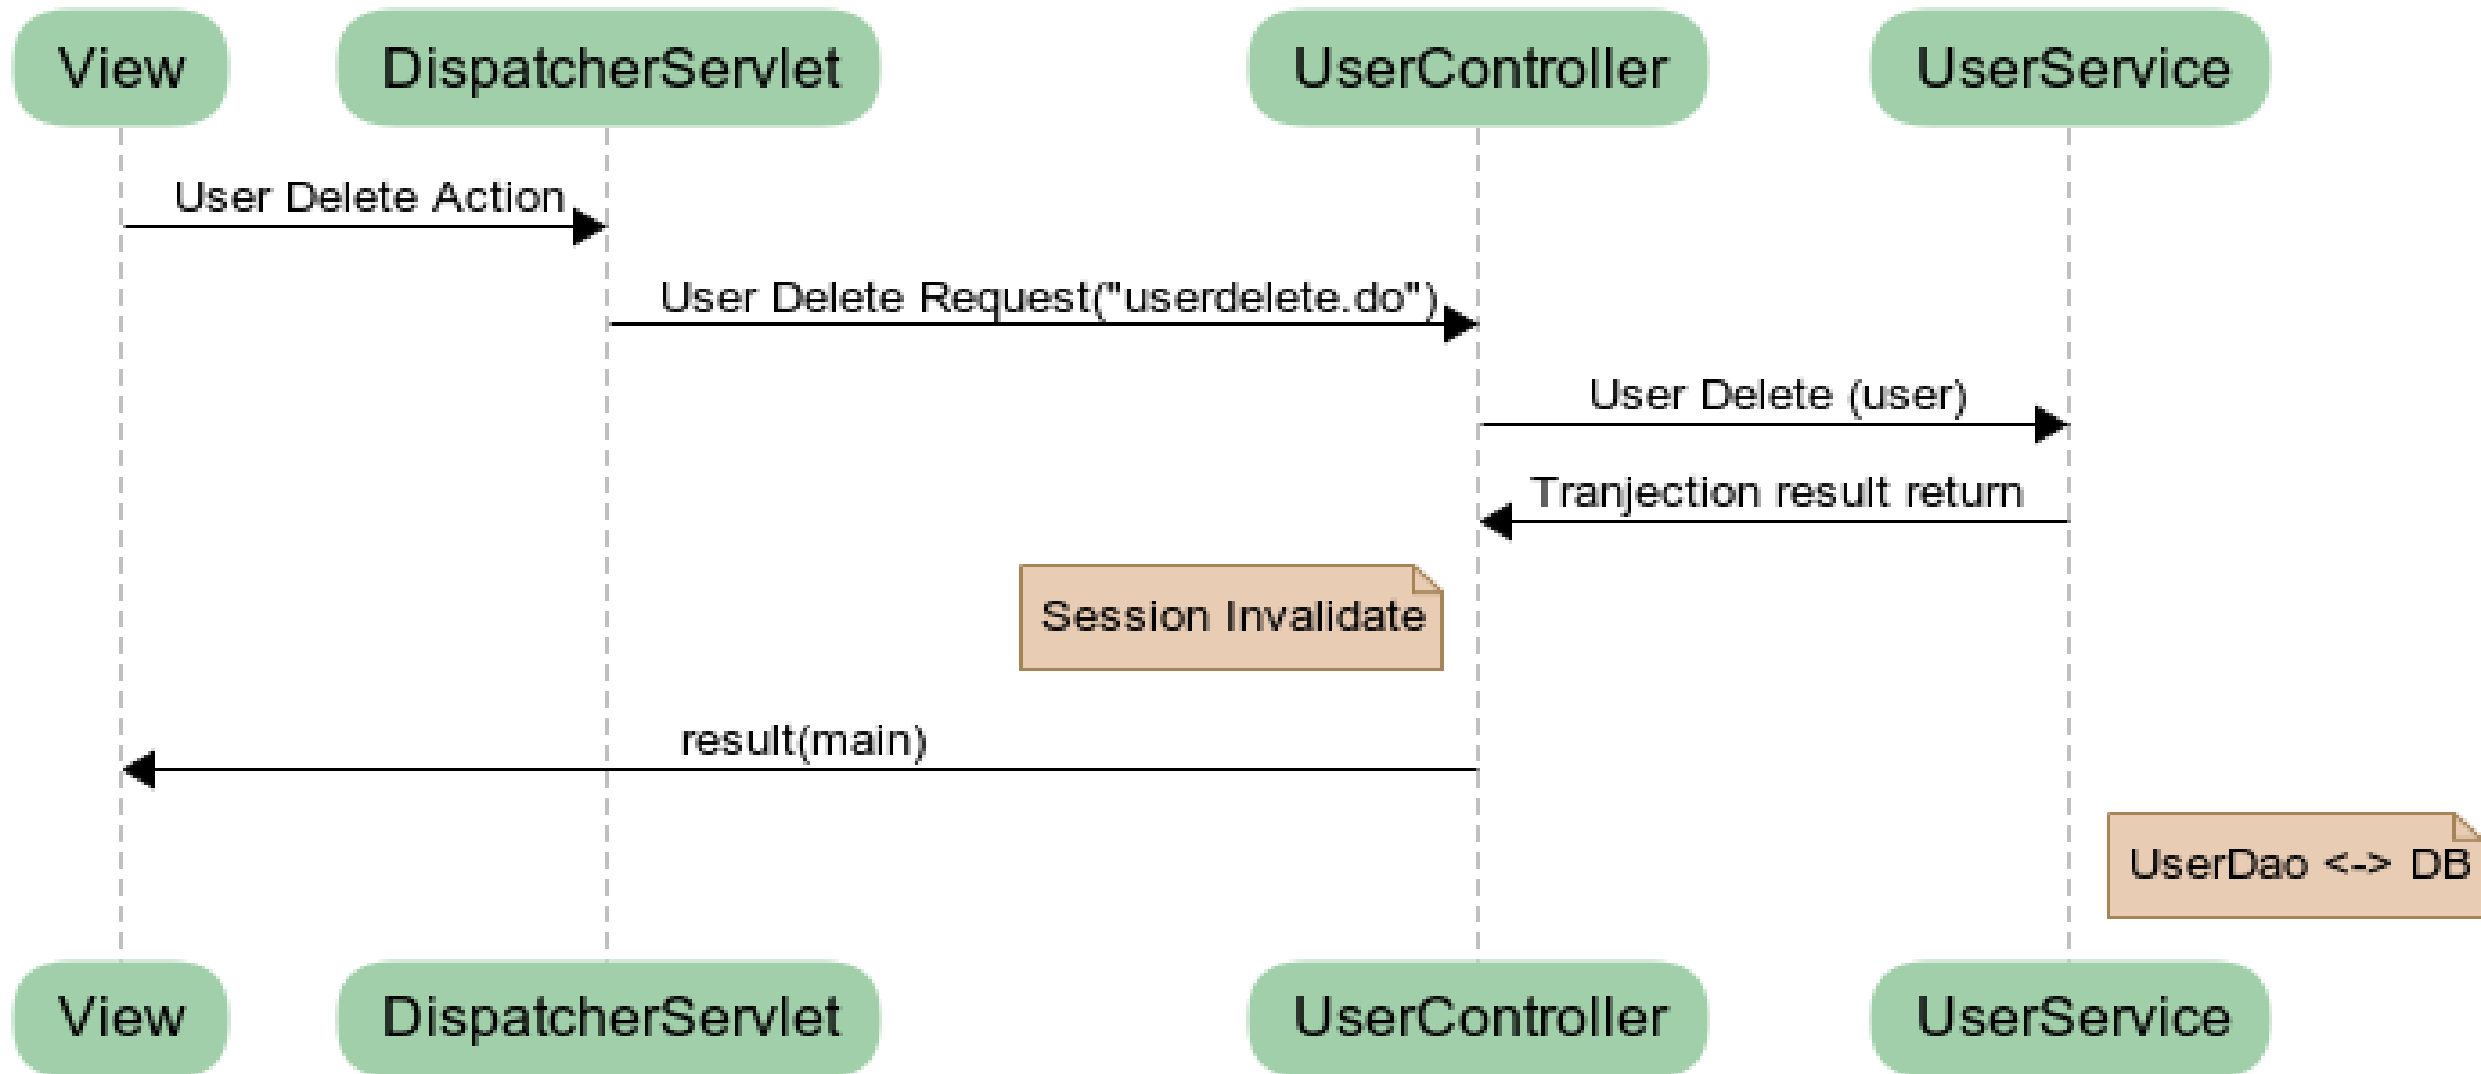 View
DispatcherServlet
UserController
UserService
User Delete Action
User Delete Request("userdelete.do")
User Delete (user)
Tranjection result return
Session Invalidate
result(main)
UserDao <-> DB
View
DispatcherServlet
UserController
UserService